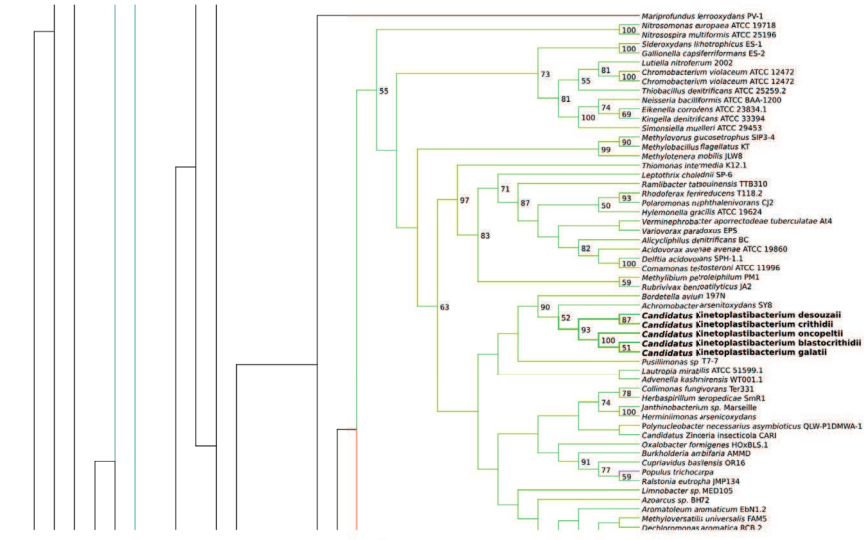 Mariprofundus ferrooxydans PV-1
Nitrosomonas europaea ATCC 19718
100
Nitrosospira multiformis ATCC 25196
55
Sideroxydans lithotrophicus ES-1
100
Gallionella capsiferriformans ES-2
73
Lutiella nitroferrum 2002
81
Chromobacterium violaceum ATCC 12472
100
Chromobacterium violaceum ATCC 12472
55
Thiobacillus denitrificans ATCC 25259.2
81
Neisseria bacilliformis ATCC BAA-1200
74
Eikenella corrodens ATCC 23834.1
69
Kingella denitrificans ATCC 33394
100
Simonsiella muelleri ATCC 29453
Methylovorus glucosetrophus SIP3-4
90
Methylobacillus flagellatus KT
99
Methylotenera mobilis JLW8
Thiomonas intermedia K12.1
97
Leptothrix cholodnii SP-6
71
Ramlibacter tataouinensis TTB310
87
Rhodoferax ferrireducens T118.2
93
Polaromonas naphthalenivorans CJ2
50
Hylemonella gracilis ATCC 19624
83
Verminephrobacter aporrectodeae tuberculatae At4
Variovorax paradoxus EPS
Alicycliphilus denitrificans BC
82
Acidovorax avenae avenae ATCC 19860
Delftia acidovorans SPH-1.1
100
Comamonas testosteroni ATCC 11996
Methylibium petroleiphilum PM1
59
Rubrivivax benzoatilyticus JA2
63
Bordetella avium 197N
90
Achromobacter arsenitoxydans SY8
52
Candidatus Kinetoplastibacterium desouzaii
87
Candidatus Kinetoplastibacterium crithidii
93
Candidatus Kinetoplastibacterium oncopeltii
100
Candidatus Kinetoplastibacterium blastocrithidii
51
Candidatus Kinetoplastibacterium galatii
Pusillimonas sp T7-7
Lautropia mirabilis ATCC 51599.1
Advenella kashmirensis WT001.1
Collimonas fungivorans Ter331
78
Herbaspirillum seropedicae SmR1
74
Janthinobacterium sp. Marseille
100
Herminiimonas arsenicoxydans
Polynucleobacter necessarius asymbioticus QLW-P1DMWA-1
Candidatus Zinderia insecticola CARI
Oxalobacter formigenes HOxBLS.1
Burkholderia ambifaria AMMD
91
Cupriavidus basilensis OR16
77
Populus trichocarpa
59
Ralstonia eutropha JMP134
Limnobacter sp. MED105
Azoarcus sp. BH72
Aromatoleum aromaticum EbN1.2
Methyloversatilis universalis FAM5
Dechloromonas aromatica RCB.2